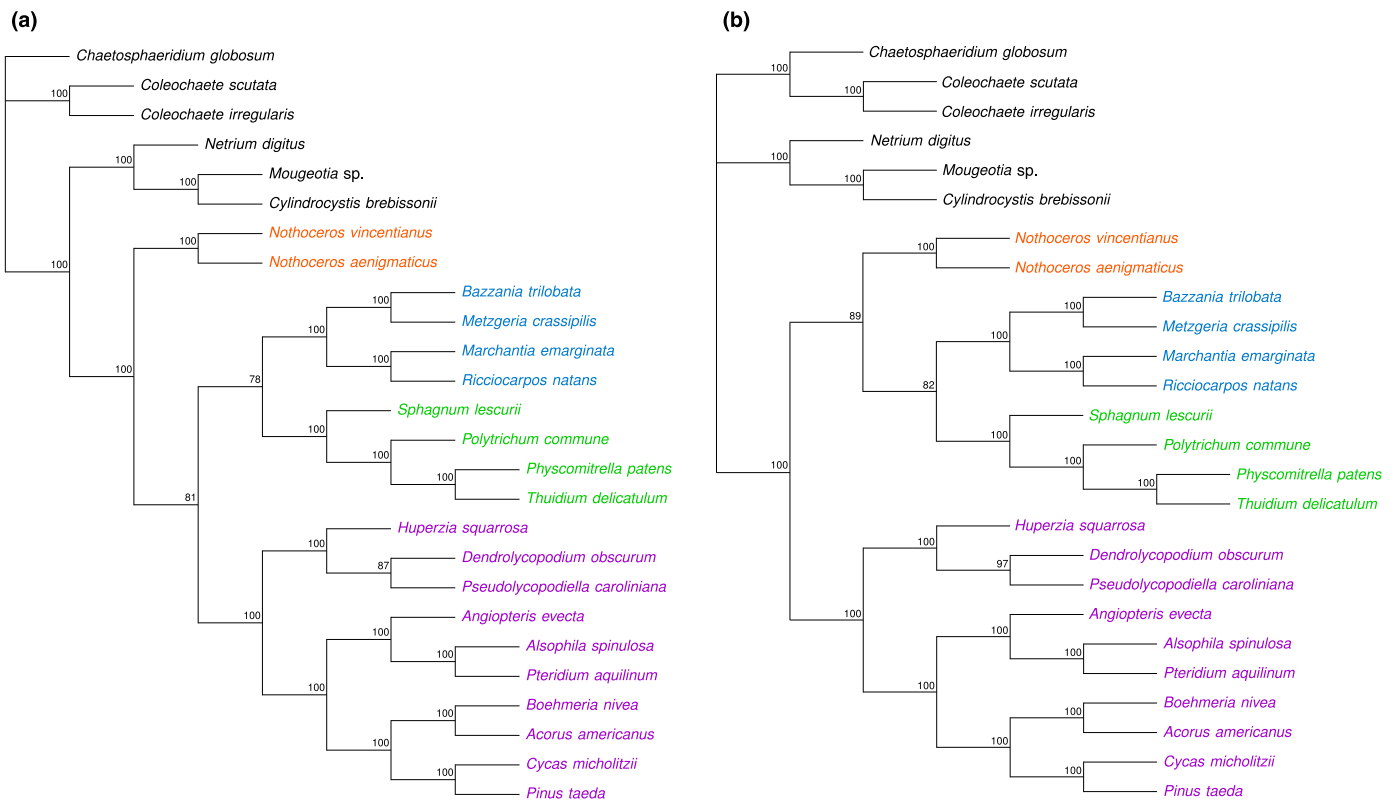 (a)
Chaetosphaeridium globosum
Coleochaete scutata
100
Coleochaete irregularis
Netrium digitus
100
Mougeotia sp.
100
Cylindrocystis brebissonii
Nothoceros vincentianus
100
Nothoceros aenigmaticus
100
Bazzania trilobata
100
Metzgeria crassipilis
100
Marchantia emarginata
100
Ricciocarpos natans
100
78
Sphagnum lescurii
100
Polytrichum commune
100
Physcomitrella patens
100
Thuidium delicatulum
81
Huperzia squarrosa
100
Dendrolycopodium obscurum
87
Pseudolycopodiella caroliniana
100
Angiopteris evecta
100
Alsophila spinulosa
100
Pteridium aquilinum
100
Boehmeria nivea
100
Acorus americanus
100
Cycas micholitzii
100
Pinus taeda
(b)
Chaetosphaeridium globosum
100
Coleochaete scutata
100
Coleochaete irregularis
Netrium digitus
100
Mougeotia sp.
100
Cylindrocystis brebissonii
Nothoceros vincentianus
100
Nothoceros aenigmaticus
Bazzania trilobata
100
Metzgeria crassipilis
89
100
Marchantia emarginata
100
Ricciocarpos natans
82
Sphagnum lescurii
100
Polytrichum commune
100
Physcomitrella patens
100
Thuidium delicatulum
100
Huperzia squarrosa
100
Dendrolycopodium obscurum
97
Pseudolycopodiella caroliniana
100
Angiopteris evecta
100
Alsophila spinulosa
100
Pteridium aquilinum
100
Boehmeria nivea
100
Acorus americanus
100
Cycas micholitzii
100
Pinus taeda